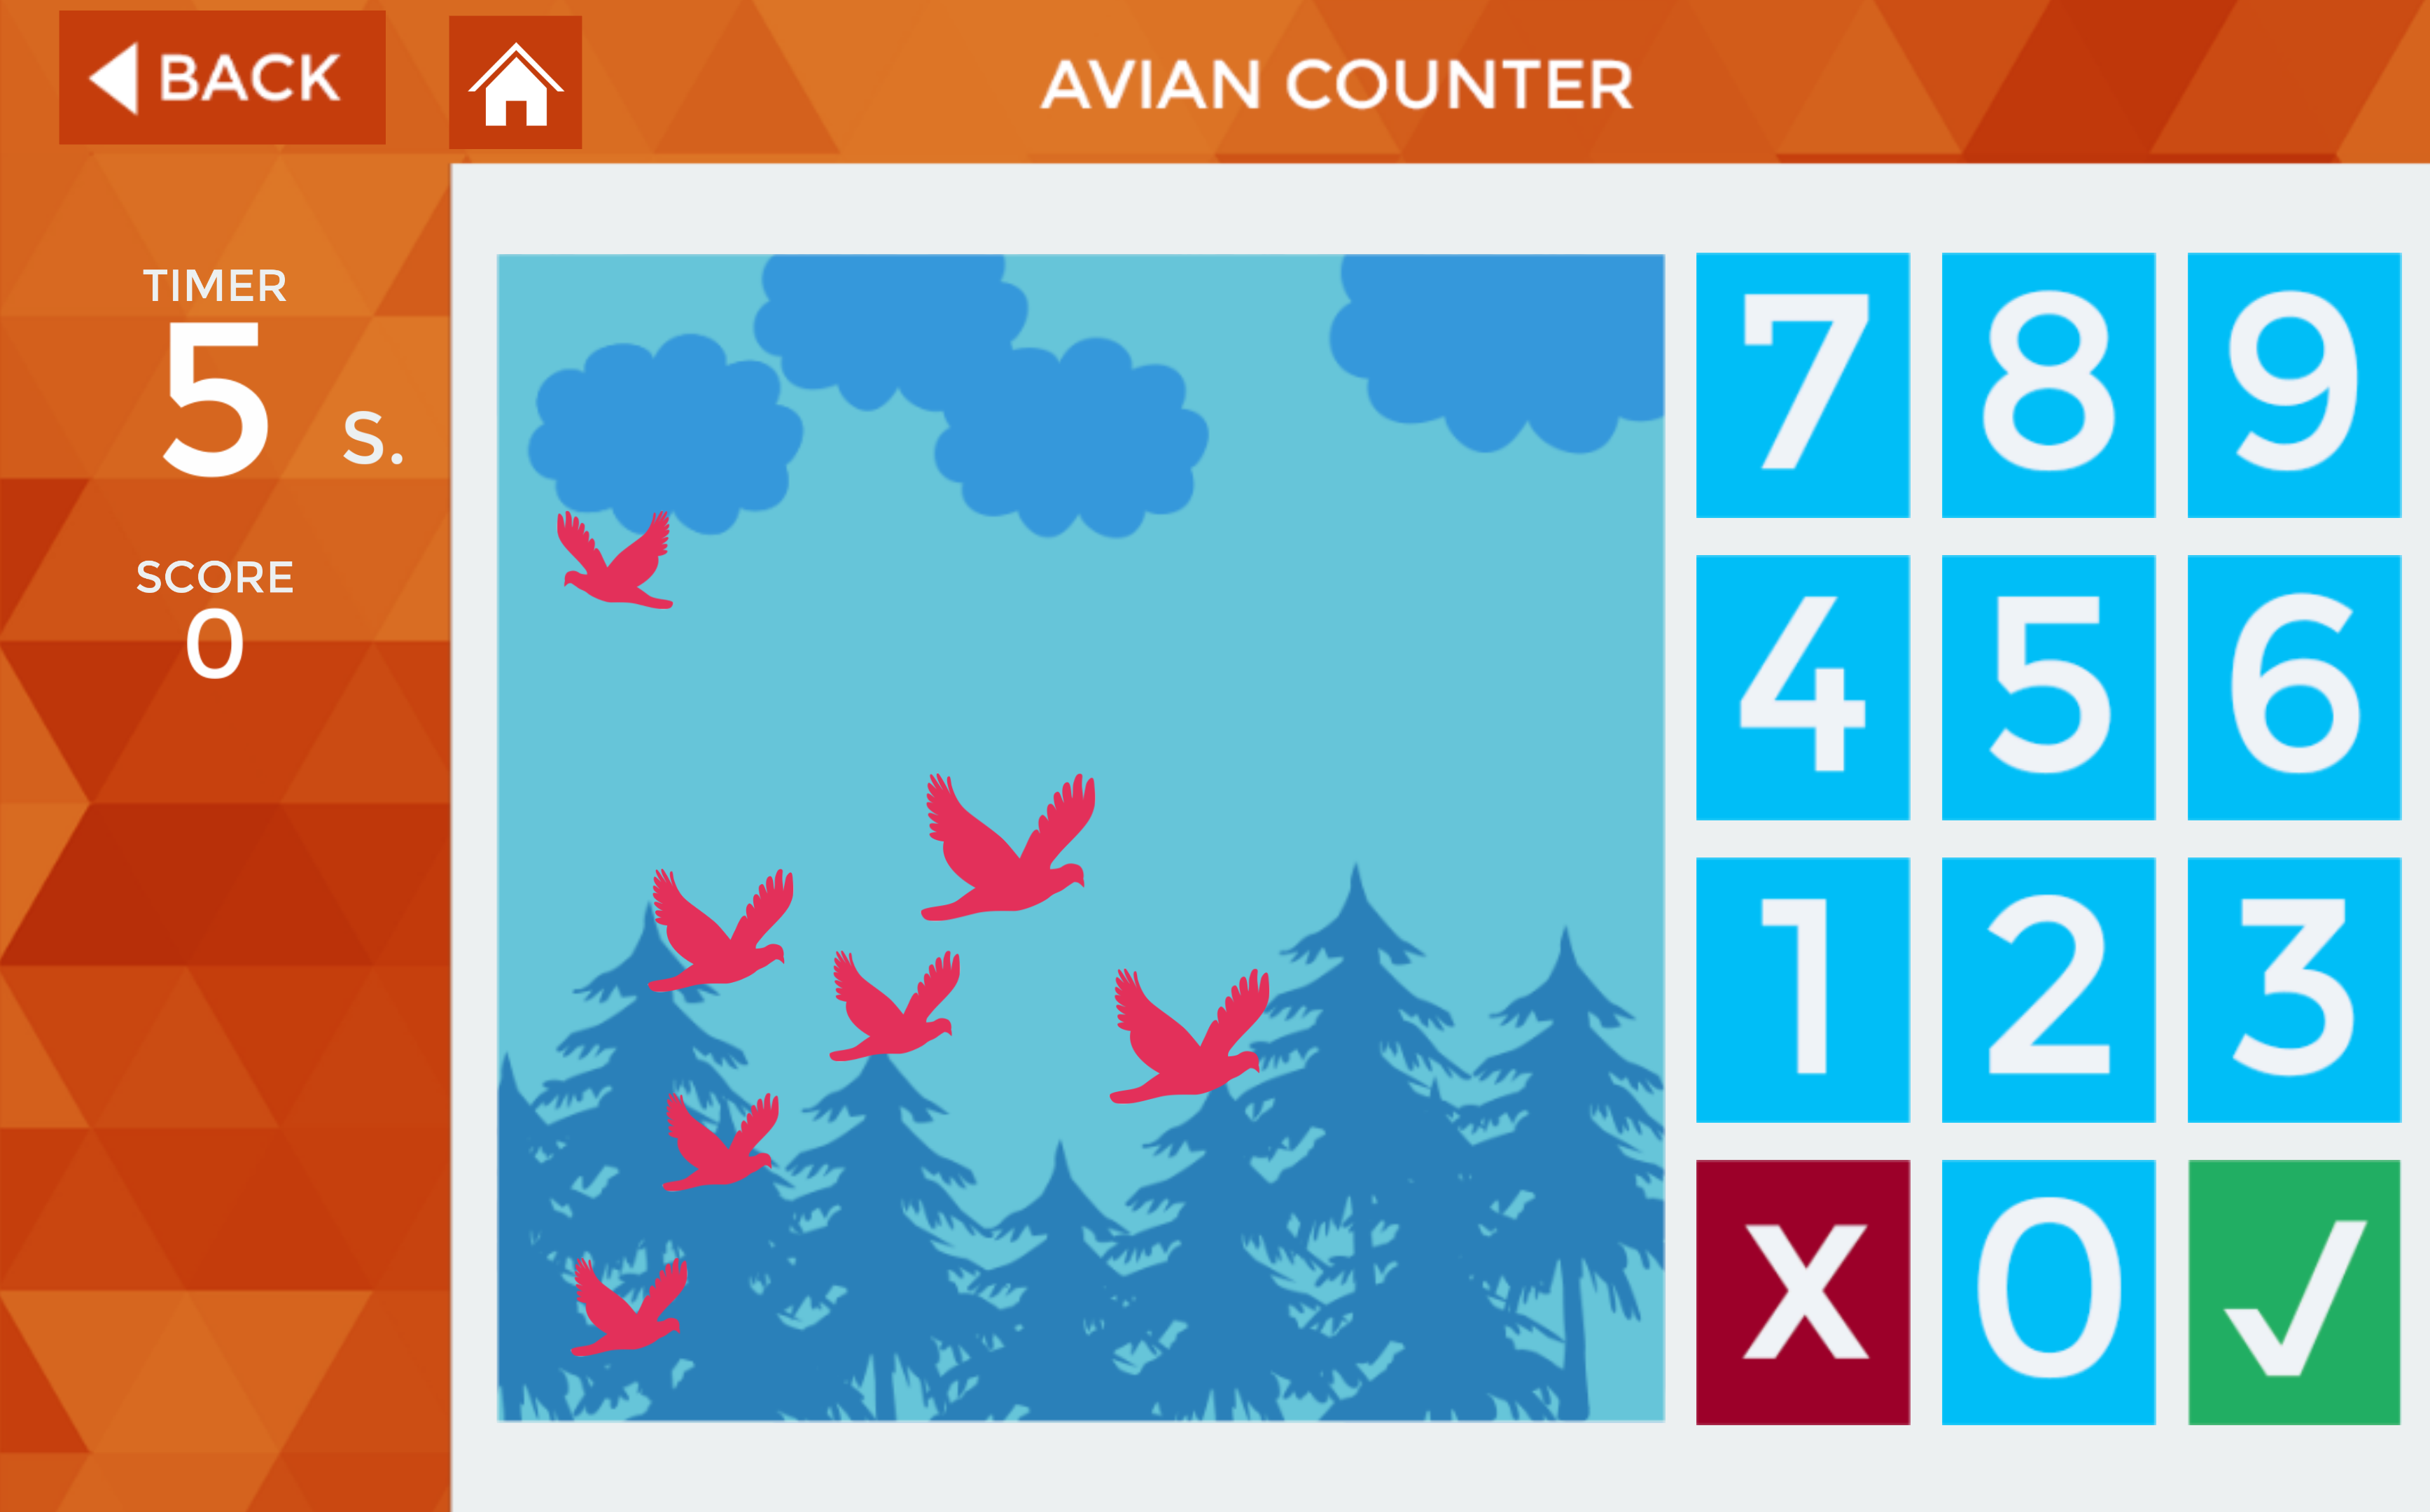 BACK
AVIAN COUNTER
TIMER
5 s.
SCORE
0
7 8 9
4 5 6
1 2 3
X 0 ✓